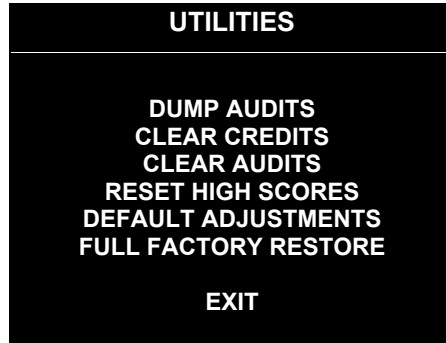 UTILITIES
DUMP AUDITS
CLEAR CREDITS
CLEAR AUDITS
RESET HIGH SCORES
DEFAULT ADJUSTMENTS
FULL FACTORY RESTORE
EXIT